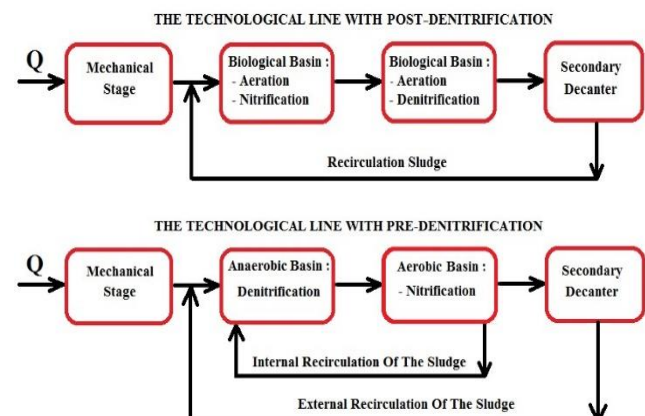 THE TECHNOLOGICAL LINE WITH POST-DENITRIFICATION
Q
Mechanical
Stage
Biological Basin :
- Aeration
- Nitrification
Biological Basin :
- Aeration
- Denitrification
Secondary
Decanter
Recirculation Sludge
THE TECHNOLOGICAL LINE WITH PRE-DENITRIFICATION
Q
Mechanical
Stage
Anaerobic Basin :
Denitrification
Aerobic Basin :
- Nitrification
Secondary
Decanter
Internal Recirculation Of The Sludge
External Recirculation Of The Sludge